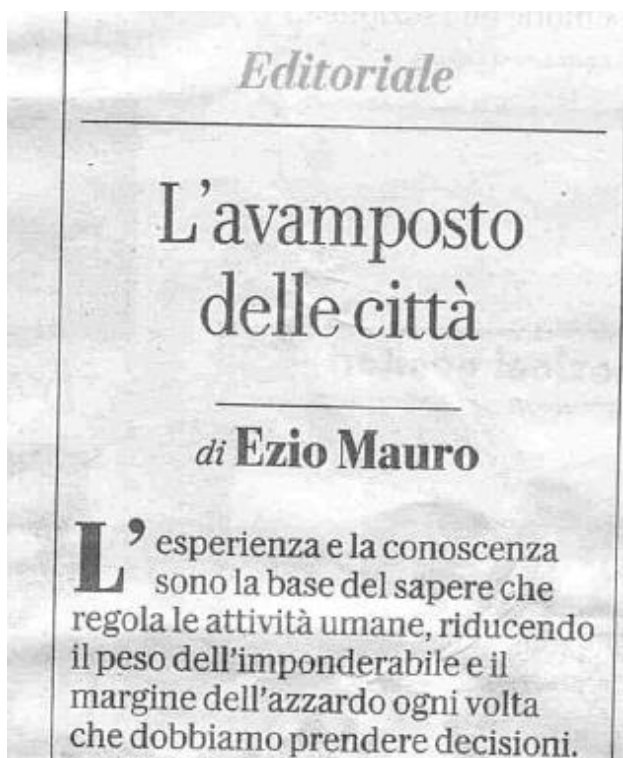 Editoriale
L'avamposto
delle città
di Ezio Mauro
L'esperienza e la conoscenza
sono la base del sapere che
regola le attività umane, riducendo
il peso dell'imponderabile e il
margine dell'azzardo ogni volta
che dobbiamo prendere decisioni.